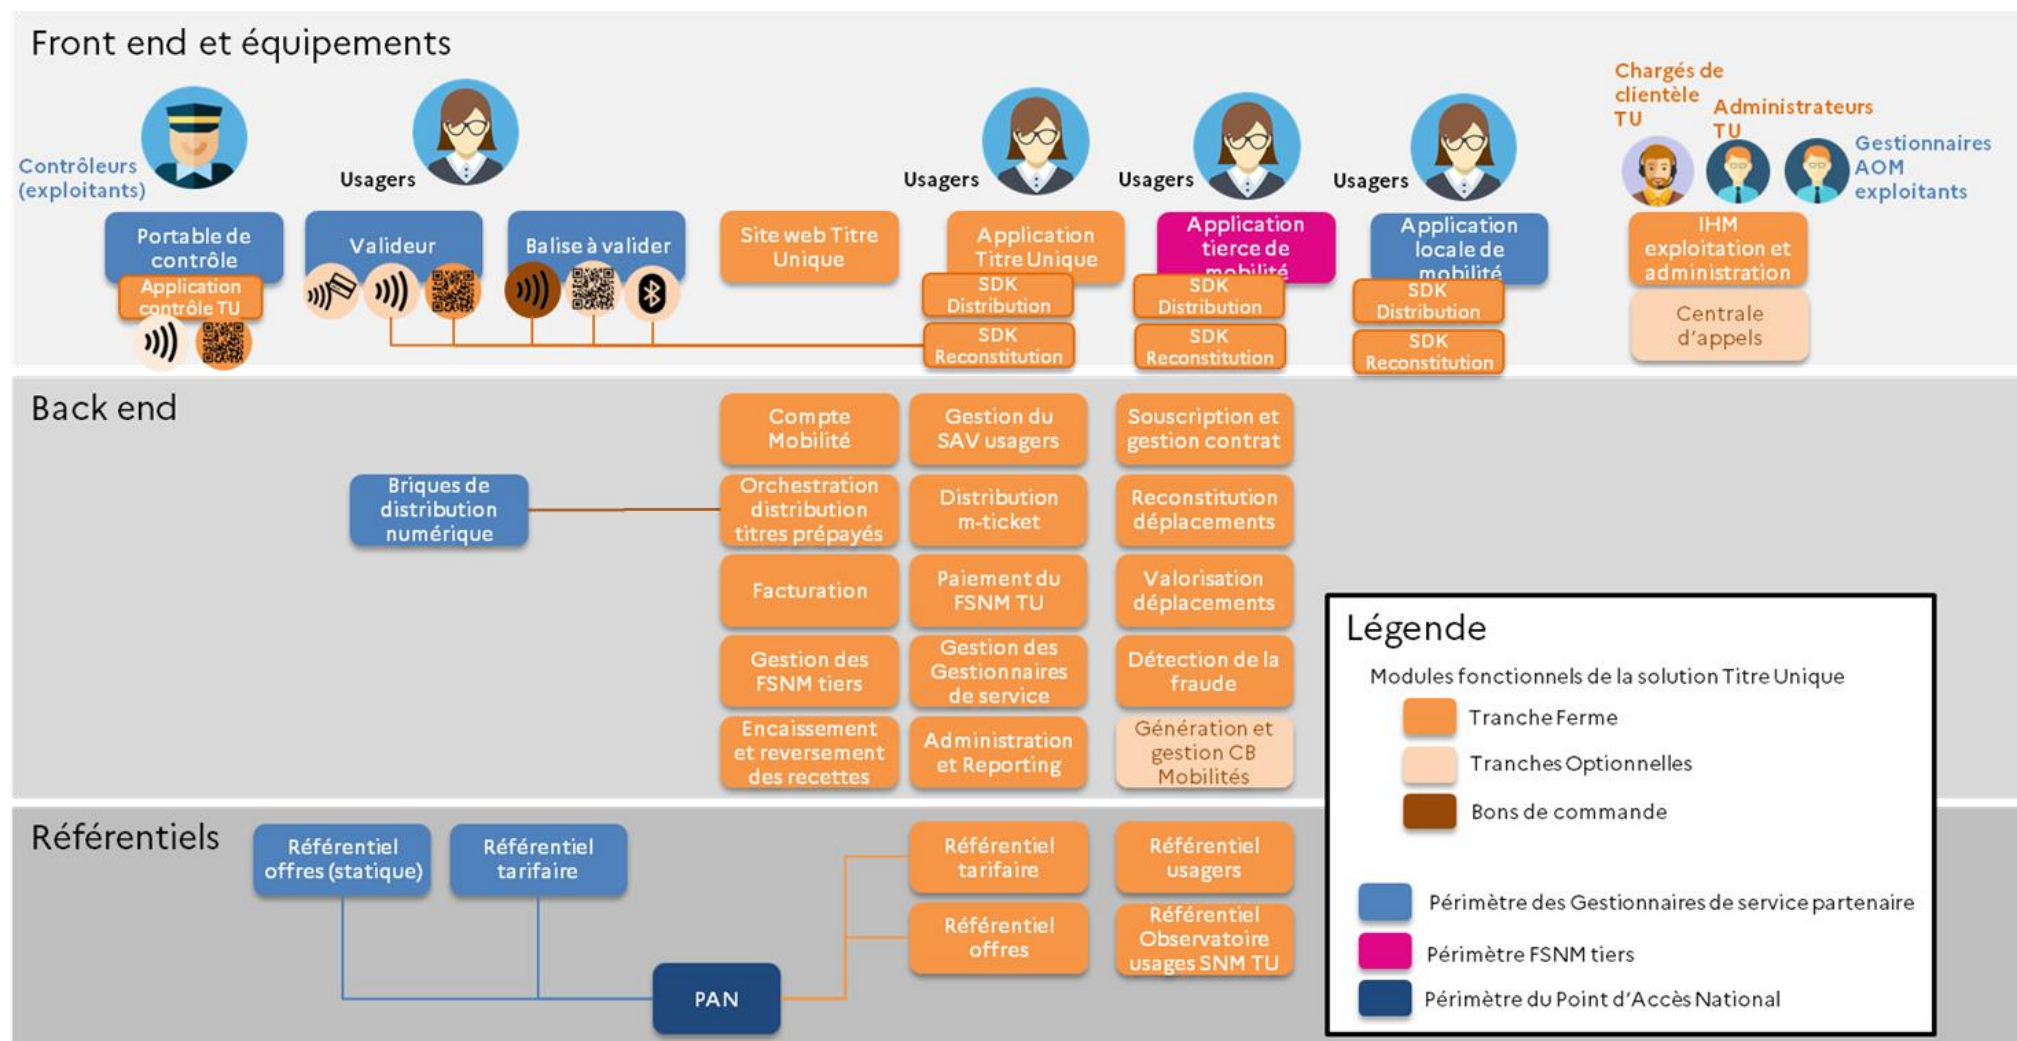 Front end et équipements
Chargés de
clientèle
TU
Administrateurs
TU
Gestionnaires
AOM
exploitants
Contrôleurs
(exploitants)
Usagers
Usagers
Usagers
Usagers
Portable de
contrôle
Application
contrôle TU
Valideur
Balise à valider
Site web Titre
Unique
Application
Titre Unique
SDK
Distribution
SDK
Reconstitution
Application
tierce de
mobilité
SDK
Distribution
SDK
Reconstitution
Application
locale de
mobilité
SDK
Distribution
SDK
Reconstitution
IHM
exploitation et
administration
Centrale
d'appels
Back end
Compte
Mobilité
Gestion du
SAV usagers
Souscription et
gestion contrat
Briques de
distribution
numérique
Orchestration
distribution
titres prépayés
Distribution
m-ticket
Reconstitution
déplacements
Facturation
Paiement du
FSNM TU
Valorisation
déplacements
Gestion des
FSNM tiers
Gestion des
Gestionnaires
de service
Détection de la
fraude
Encaissement
et reversement
des recettes
Administration
et Reporting
Génération et
gestion CB
Mobilités
Référentiels
Référentiel
offres (statique)
Référentiel
tarifaire
Référentiel
tarifaire
Référentiel
usagers
Référentiel
offres
Référentiel
Observatoire
usages SNM TU
PAN
Légende
Modules fonctionnels de la solution Titre Unique
Tranche Ferme
Tranches Optionnelles
Bons de commande
Périmètre des Gestionnaires de service partenaire
Périmètre FSNM tiers
Périmètre du Point d'Accès National